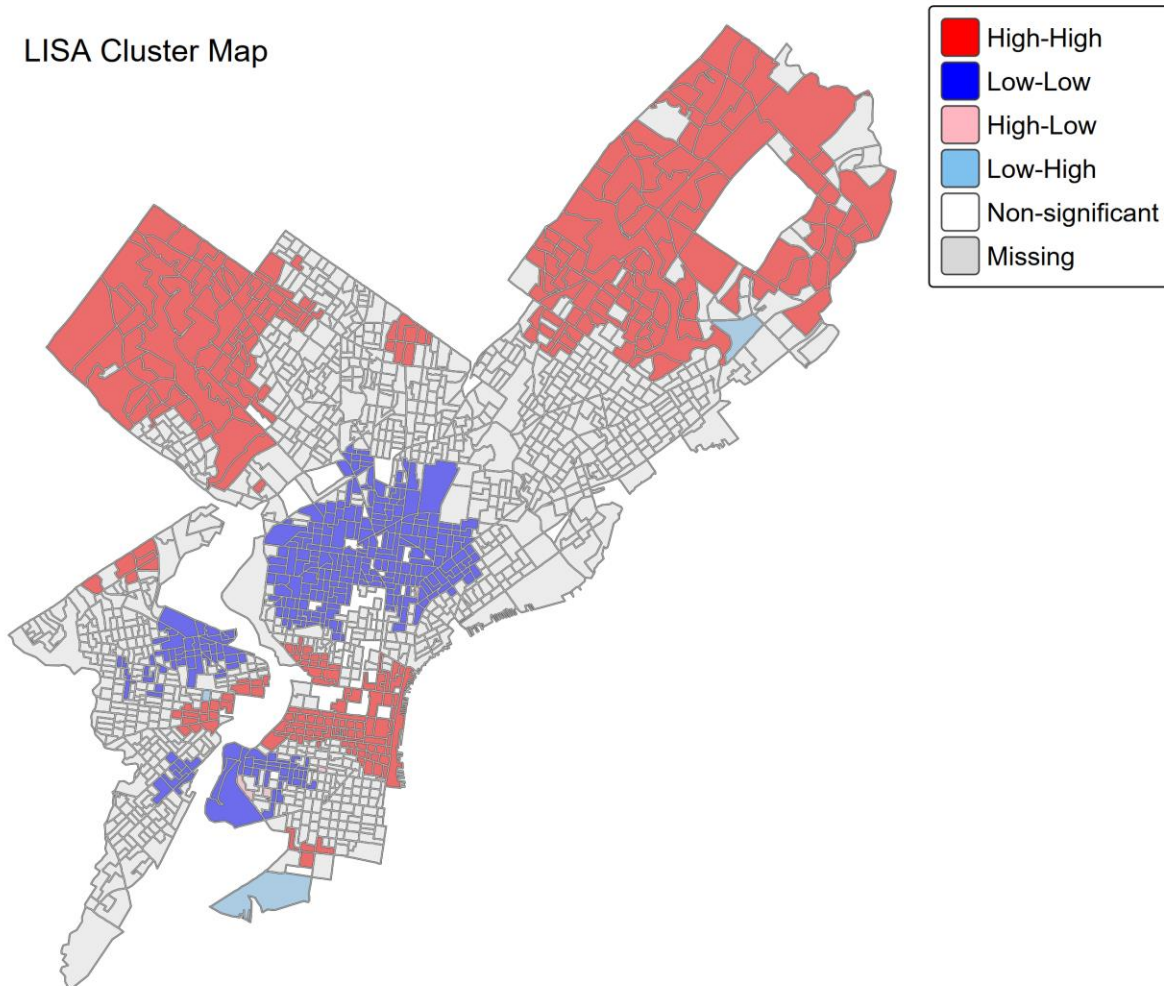 LISA Cluster Map
High-High
Low-Low
High-Low
Low-High
Non-significant
Missing